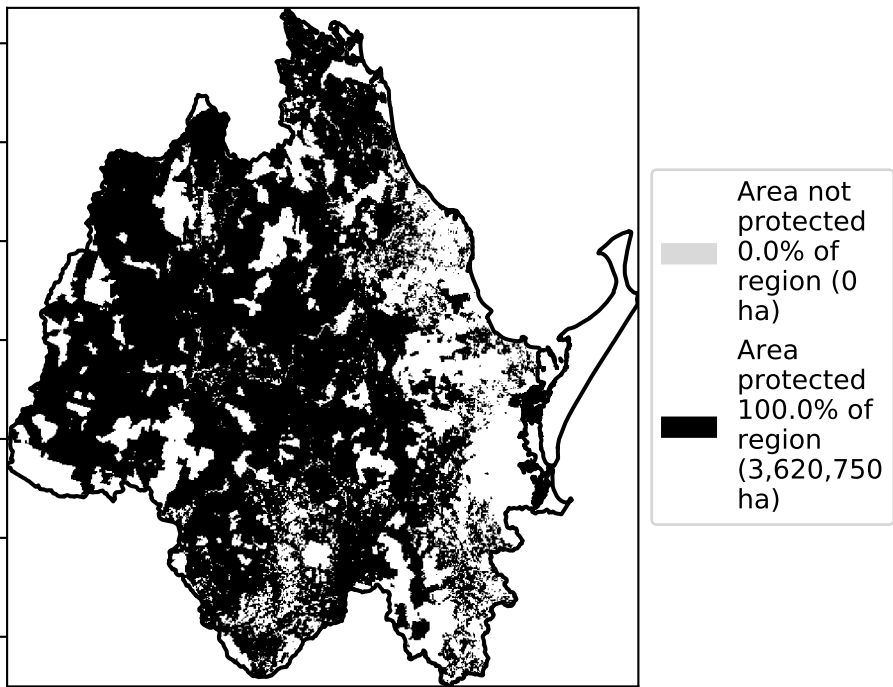 Area not
protected
0.0% of
region (0
ha)
Area
protected
100.0% of
region
(3,620,750
ha)